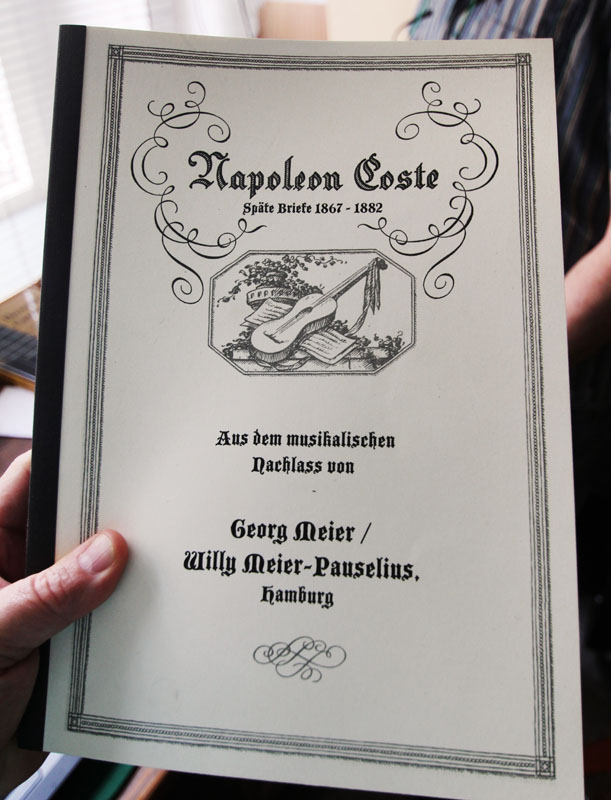 Napoleon Coste
Späte Briefe 1867 - 1882
Aus dem musikalischen
Nachlass von
Georg Meier /
Willy Meier-Pauselius,
Hamburg